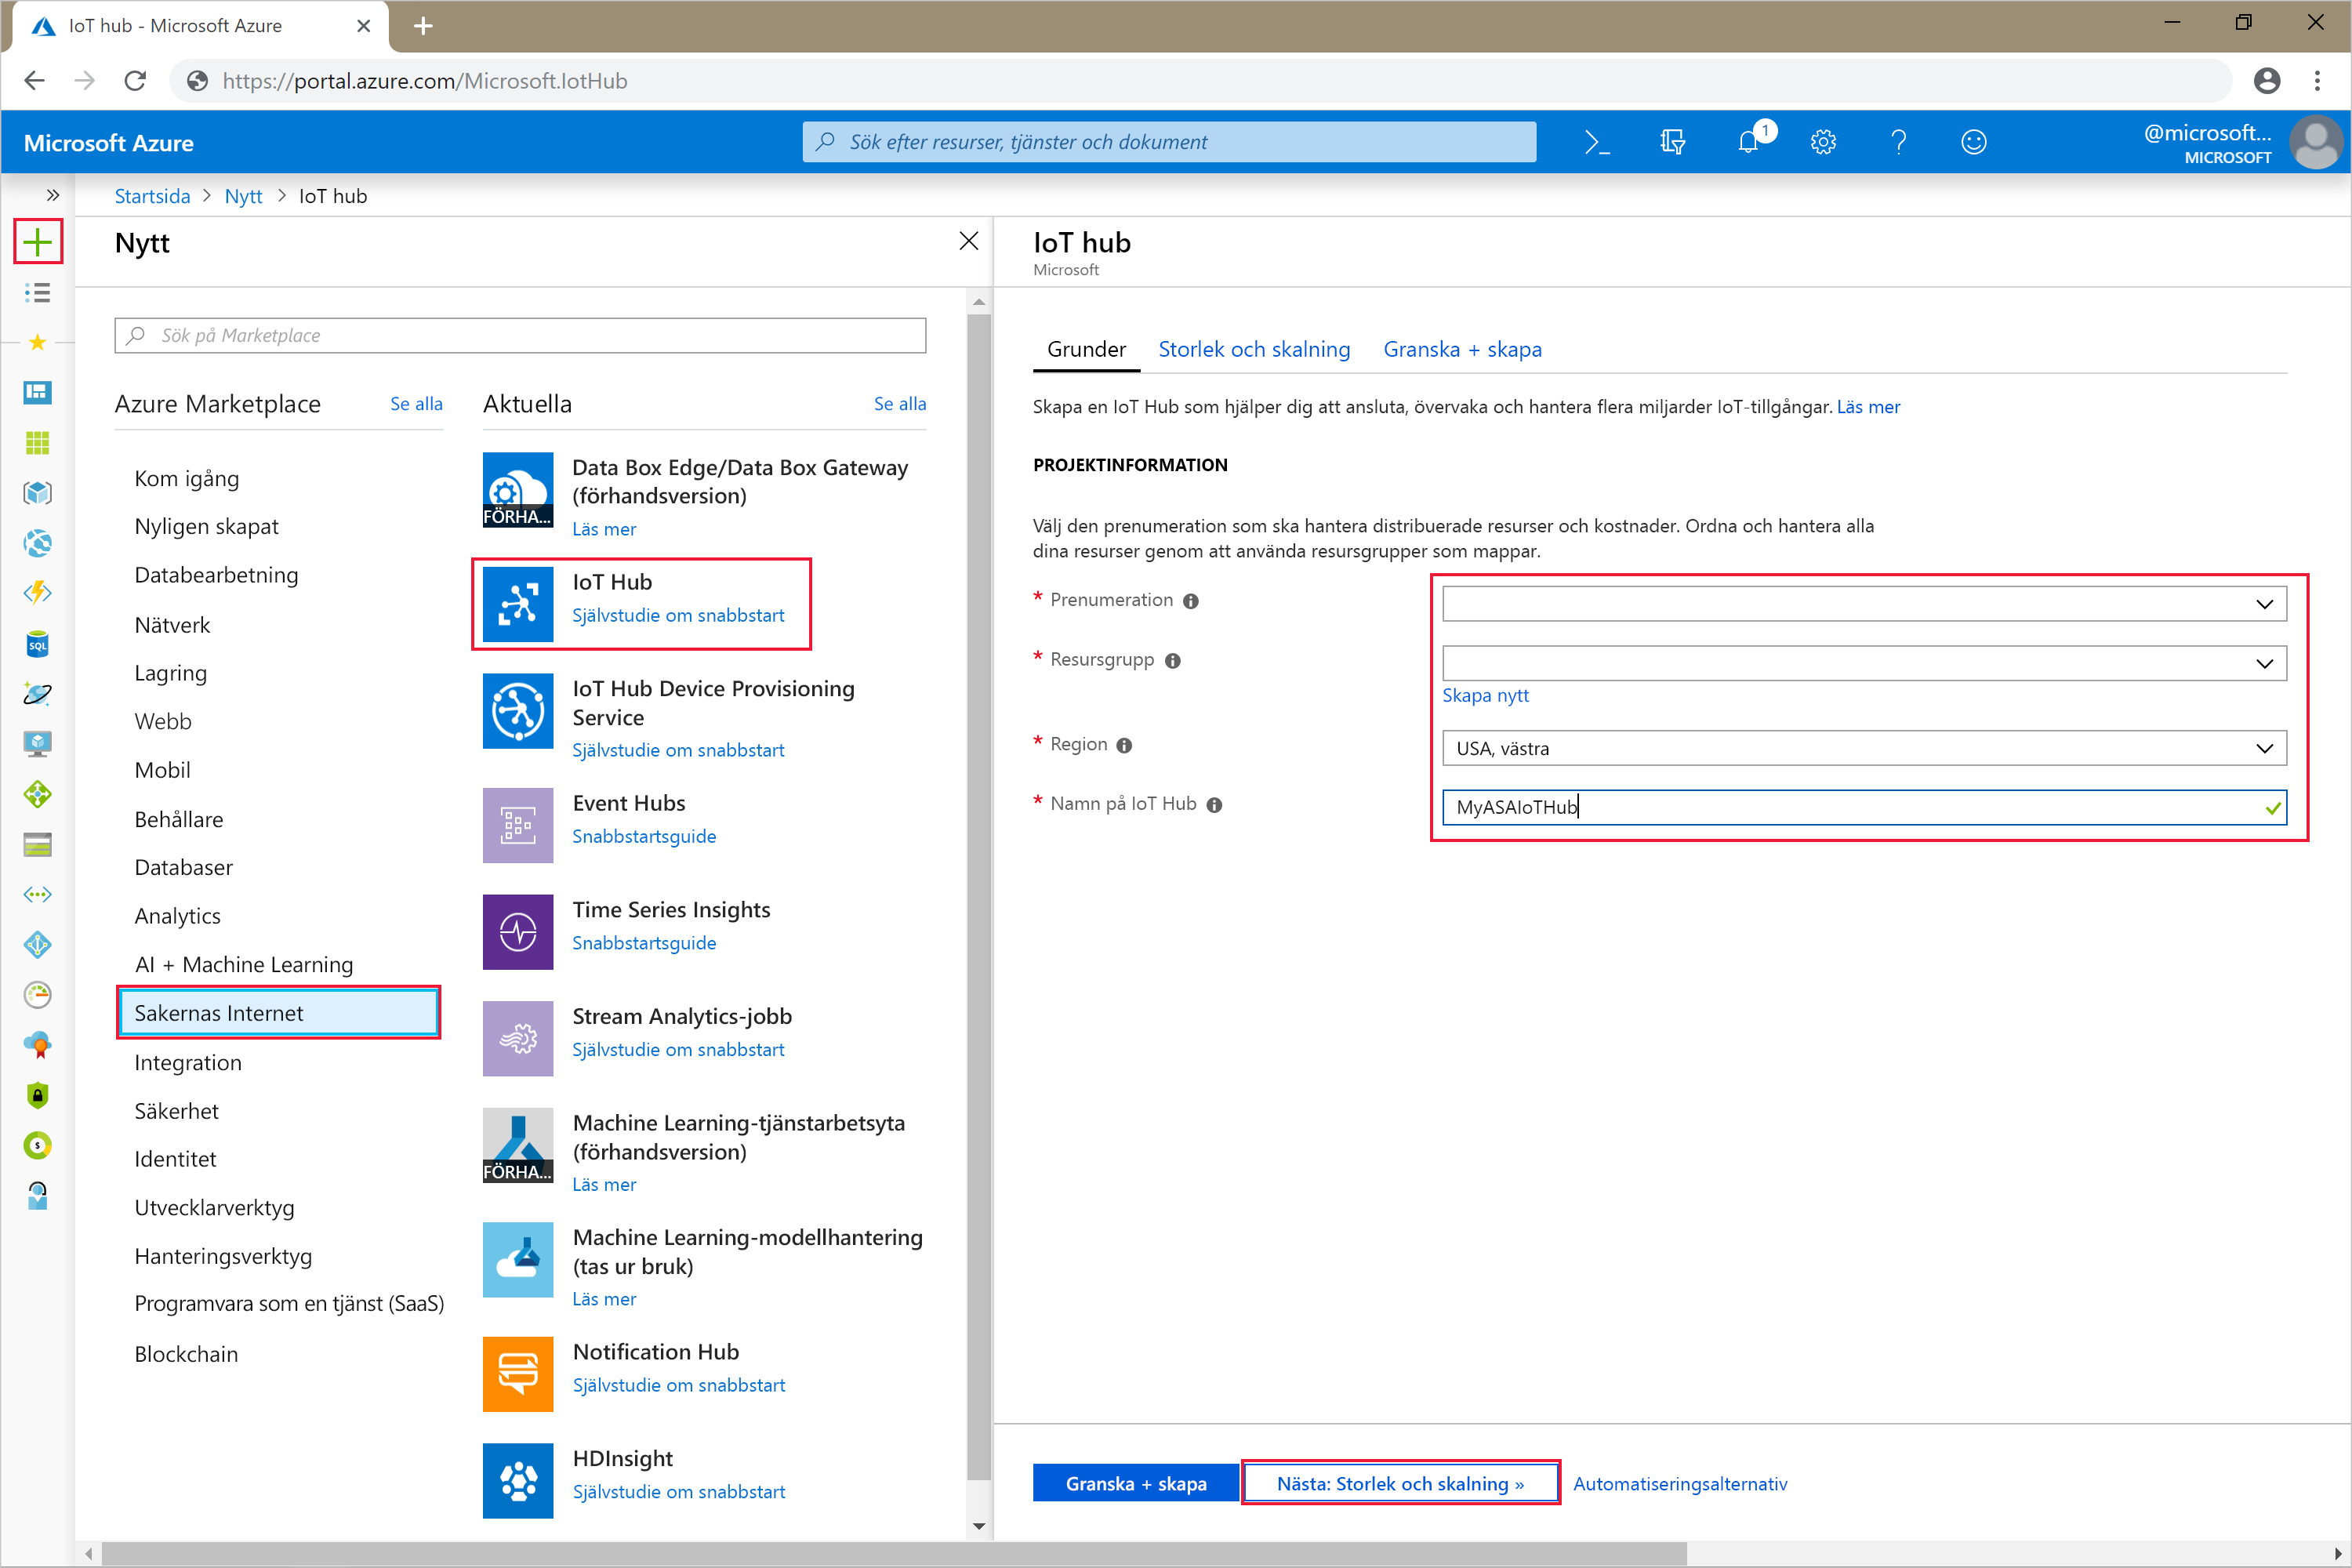 IoT hub - Microsoft Azure
https://portal.azure.com/Microsoft.IotHub
Microsoft Azure
Sök efter resurser, tjänster och dokument
1
@microsoft...
MICROSOFT
Startsida > Nytt > IoT hub
Nytt
Sök på Marketplace
Azure Marketplace
Se alla
Kom igång
Nyligen skapat
Databearbetning
Nätverk
Lagring
Webb
Mobil
Behållare
Databaser
Analytics
AI + Machine Learning
Sakernas Internet
Integration
Säkerhet
Identitet
Utvecklarverktyg
Hanteringsverktyg
Programvara som en tjänst (SaaS)
Blockchain
Aktuella
Se alla
Data Box Edge/Data Box Gateway
(förhandsversion)
FÖRHA...
Läs mer
IoT Hub
Självstudie om snabbstart
IoT Hub Device Provisioning
Service
Självstudie om snabbstart
Event Hubs
Snabbstartsguide
Time Series Insights
Snabbstartsguide
Stream Analytics-jobb
Självstudie om snabbstart
Machine Learning-tjänstarbetsyta
(förhandsversion)
FÖRHA...
Läs mer
Machine Learning-modellhantering
(tas ur bruk)
Läs mer
Notification Hub
Självstudie om snabbstart
HDInsight
Självstudie om snabbstart
SQL
IoT hub
Microsoft
Grunder
Storlek och skalning
Granska + skapa
Skapa en IoT Hub som hjälper dig att ansluta, övervaka och hantera flera miljarder IoT-tillgångar. Läs mer
PROJEKTINFORMATION
Välj den prenumeration som ska hantera distribuerade resurser och kostnader. Ordna och hantera alla
dina resurser genom att använda resursgrupper som mappar.
* Prenumeration
* Resursgrupp
Skapa nytt
* Region
USA, västra
* Namn på IoT Hub
MyASAIoTHub
Granska + skapa
Nästa: Storlek och skalning »
Automatiseringsalternativ